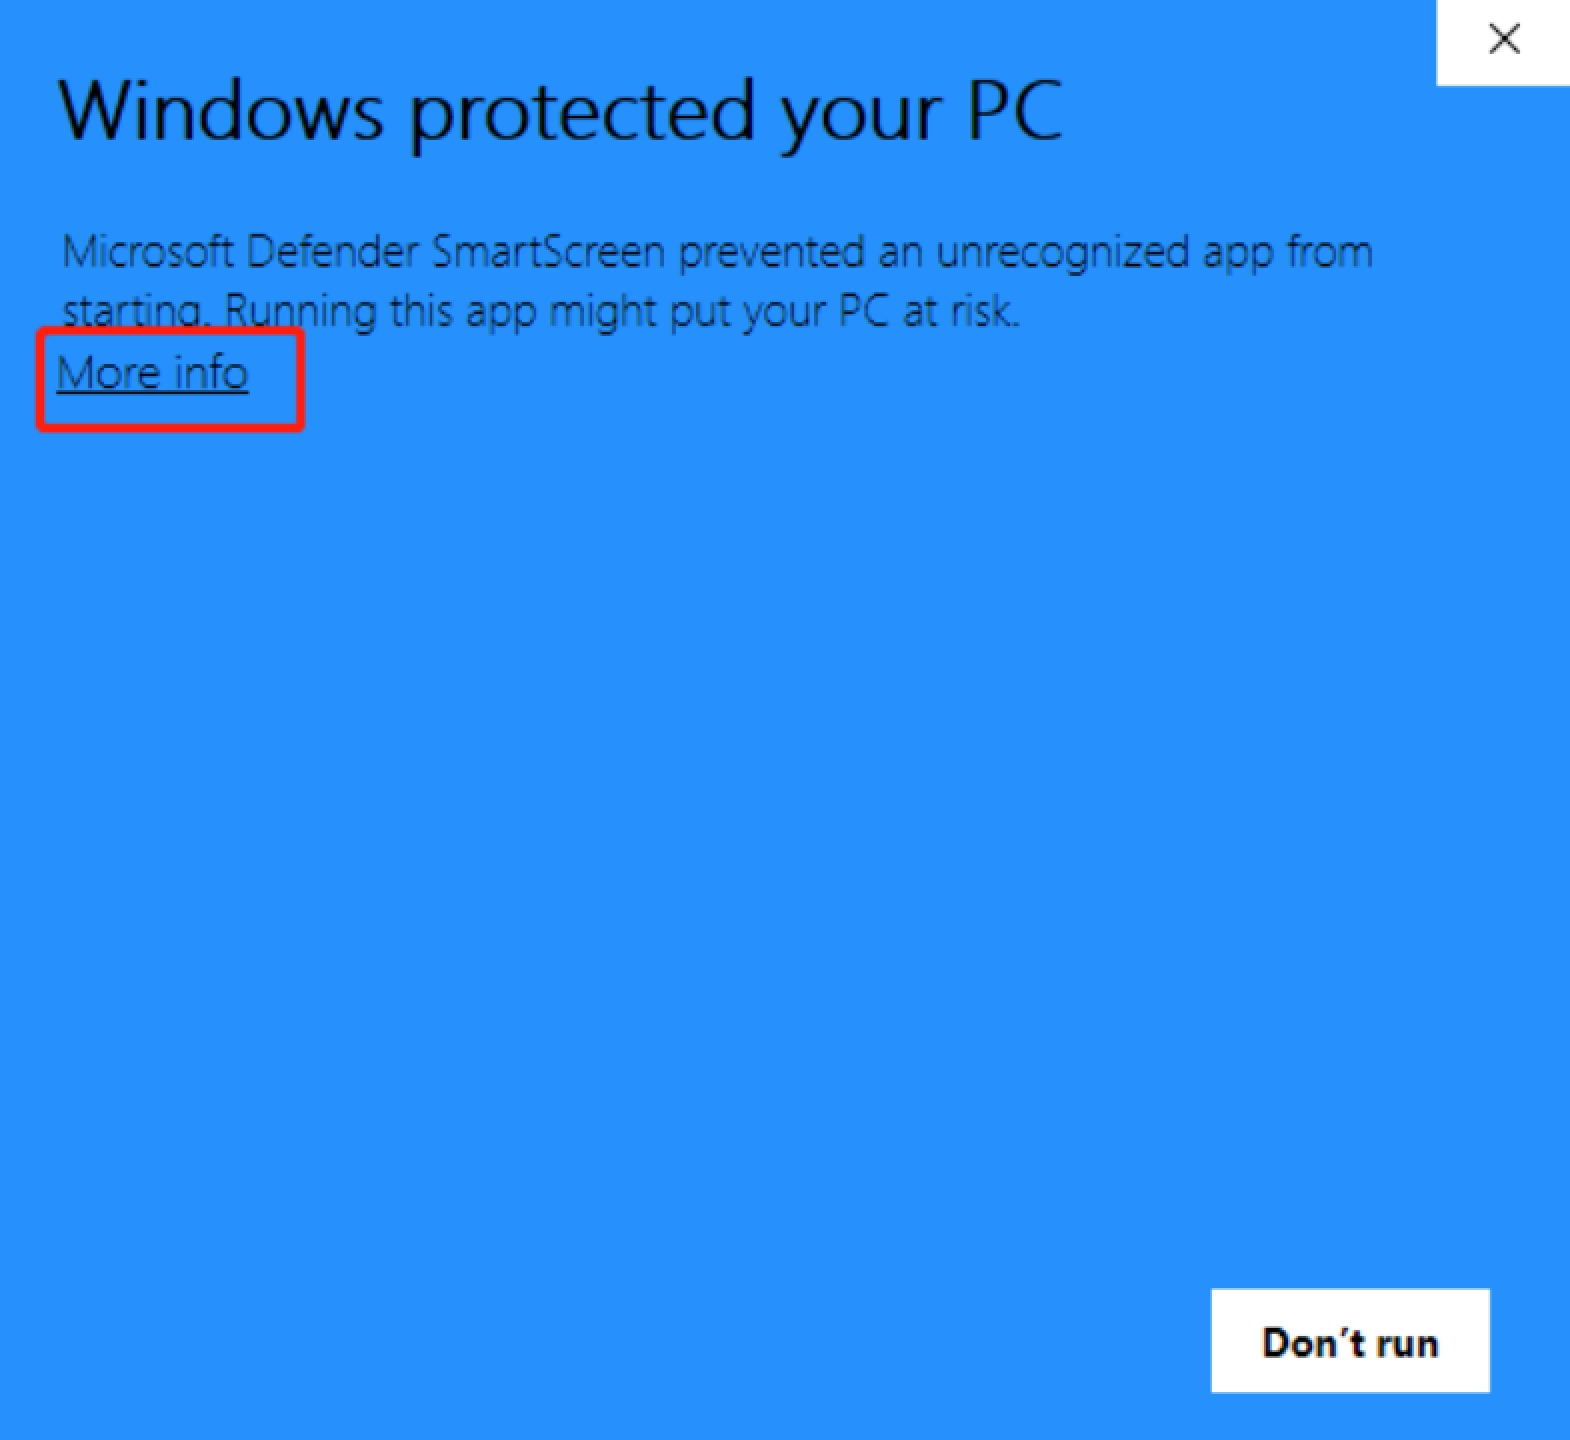 Windows protected your PC
Microsoft Defender SmartScreen prevented an unrecognized app from
starting. Running this app might put your PC at risk.
More info
Don't run